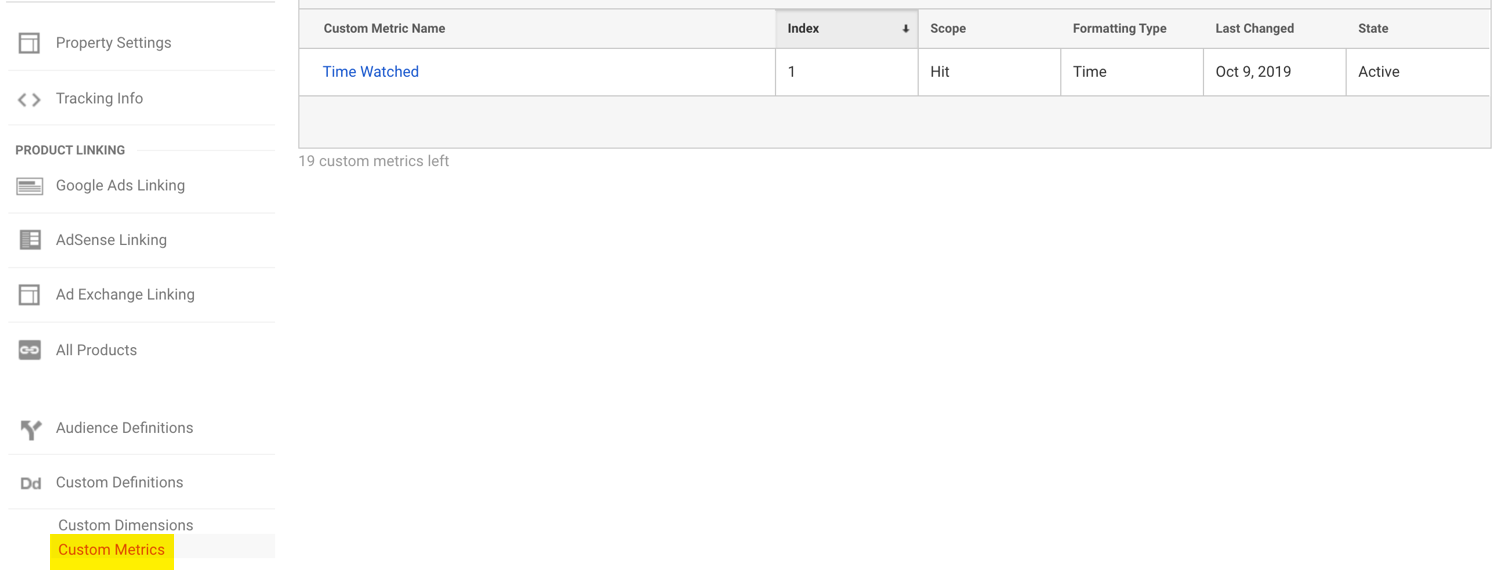 Property Settings
Tracking Info
PRODUCT LINKING
Google Ads Linking
AdSense Linking
Ad Exchange Linking
All Products
Audience Definitions
Dd Custom Definitions
Custom Dimensions
Custom Metrics
Custom Metric Name Index Scope Formatting Type Last Changed State
Time Watched 1 Hit Time Oct 9, 2019 Active
19 custom metrics left